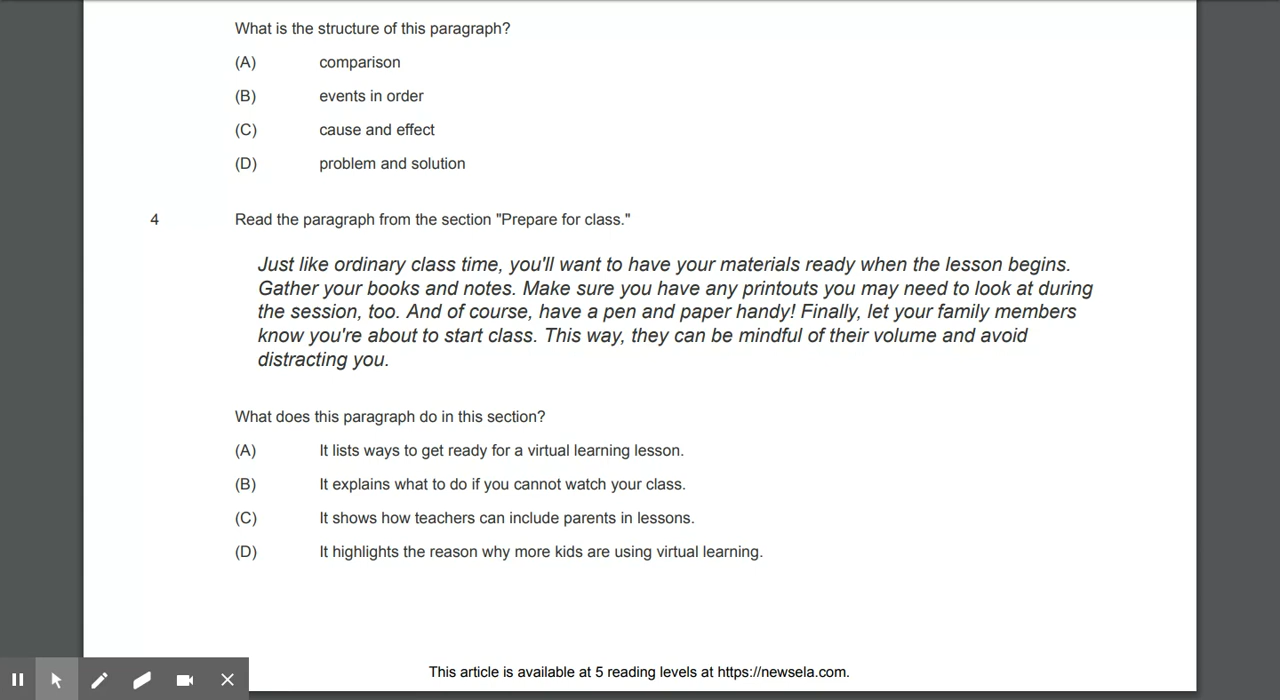 What is the structure of this paragraph?
(A) comparison
(B) events in order
(C) cause and effect
(D) problem and solution
4 Read the paragraph from the section "Prepare for class."
Just like ordinary class time, you'll want to have your materials ready when the lesson begins.
Gather your books and notes. Make sure you have any printouts you may need to look at during
the session, too. And of course, have a pen and paper handy! Finally, let your family members
know you're about to start class. This way, they can be mindful of their volume and avoid
distracting you.
What does this paragraph do in this section?
(A) It lists ways to get ready for a virtual learning lesson.
(B) It explains what to do if you cannot watch your class.
(C) It shows how teachers can include parents in lessons.
(D) It highlights the reason why more kids are using virtual learning.
This article is available at 5 reading levels at https://newsela.com.